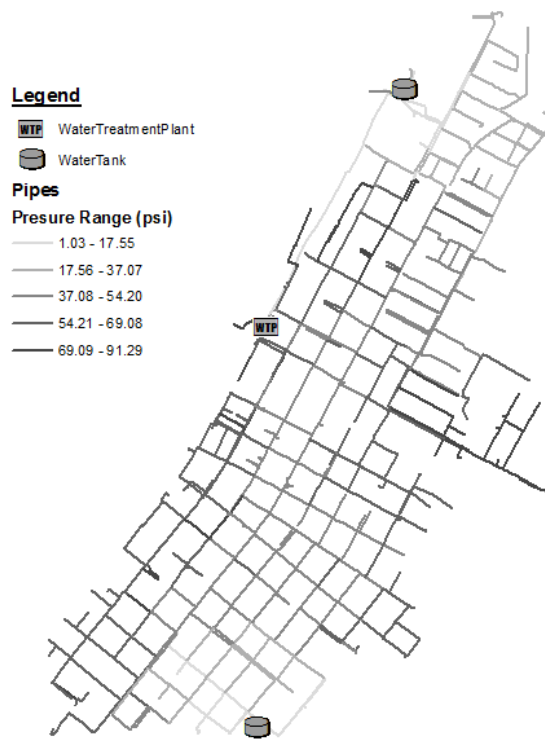 Legend
WTP WaterTreatmentPlant
WaterTank
Pipes
Presure Range (psi)
1.03 - 17.55
17.56 - 37.07
37.08 - 54.20
54.21 - 69.08
69.09 - 91.29
WTP